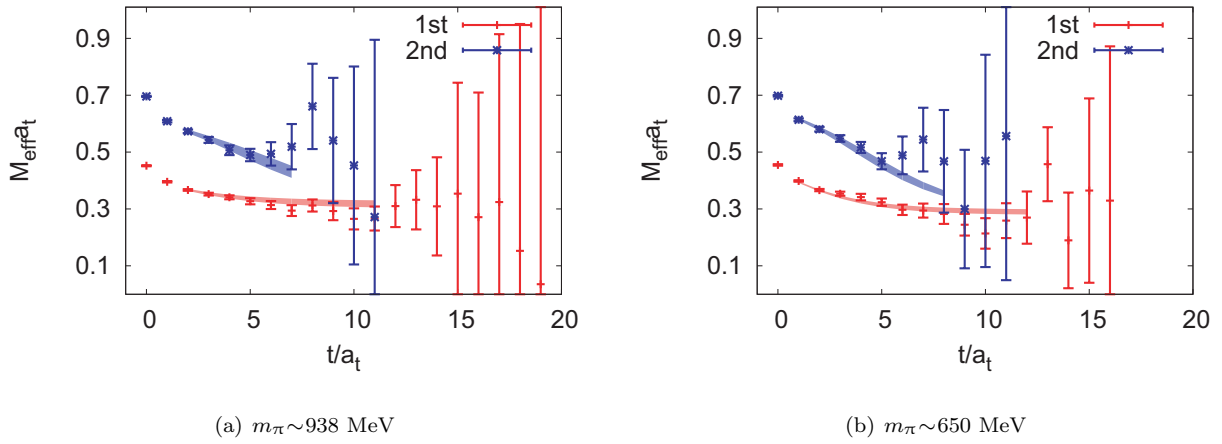 0.9
0.7
0.5
0.3
0.1
M_eff a_t
1st
2nd
0 5 10 15 20
t/a_t
(a) m_π∼938 MeV
0.9
0.7
0.5
0.3
0.1
M_eff a_t
1st
2nd
0 5 10 15 20
t/a_t
(b) m_π∼650 MeV